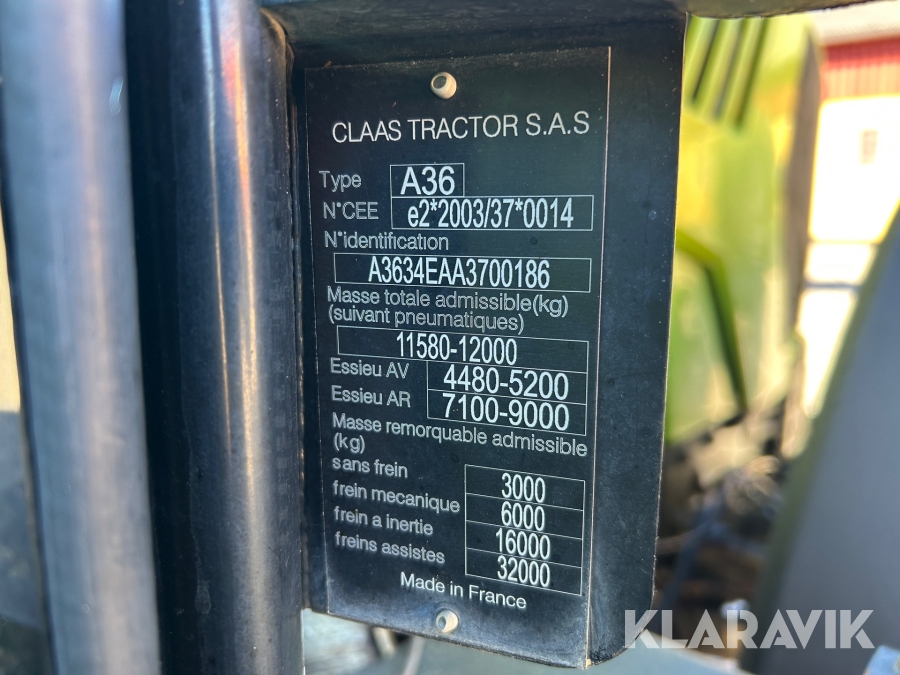 CLAAS TRACTOR S.A.S
Type A36
N°CEE e2*2003/37*0014
N°identification
A3634EAA3700186
Masse totale admissible(kg)
(suivant pneumatiques)
11580-12000
Essieu AV 4480-5200
Essieu AR 7100-9000
Masse remorquable admissible
(kg)
sans frein 3000
frein mecanique 6000
frein a inertie 16000
freins assistes 32000
Made in France
KLARAVIK